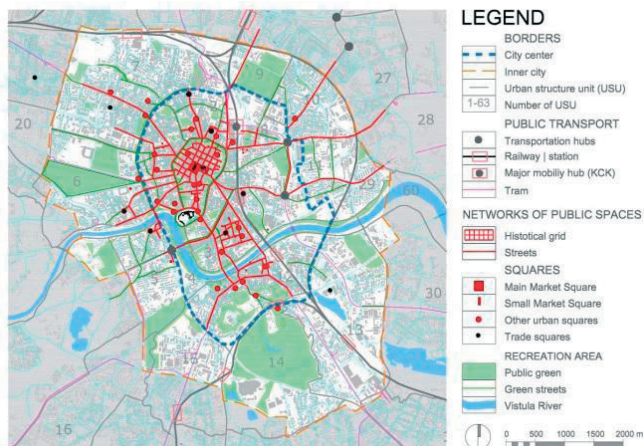 LEGEND
BORDERS
City center
Inner city
Urban structure unit (USU)
1-63 Number of USU
PUBLIC TRANSPORT
Transportation hubs
Railway | station
Major mobiliy hub (KCK)
Tram
NETWORKS OF PUBLIC SPACES
Histotical grid
Streets
SQUARES
Main Market Square
Small Market Square
Other urban squares
Trade squares
RECREATION AREA
Public green
Green streets
Vistula River
0 500 1000 2000 m
7
9
27
20
28
6
29
60
30
13
15
14
16